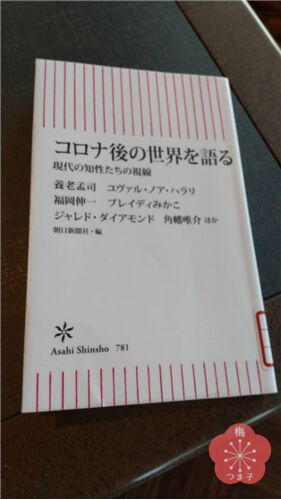 コロナ後の世界を語る
現代の知性たちの視線
養老孟司　ユヴァル・ノア・ハラリ
福岡伸一　ブレイディみかこ
ジャレド・ダイアモンド　角幡唯介 ほか
朝日新聞社・編
Asahi Shinsho 781
梅
つま子